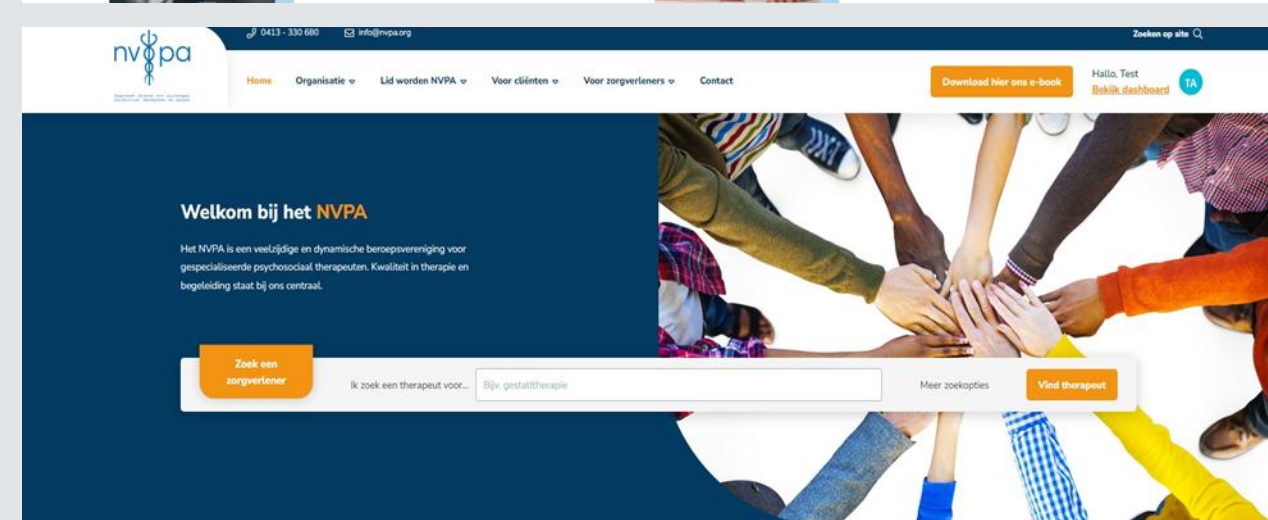 0413 - 330 680
info@nvpa.org
Zoeken op site
nvpa
Home
Organisatie
Lid worden NVPA
Voor cliënten
Voor zorgverleners
Contact
Download hier ons e-book
Hallo, Test
Bekijk dashboard
TA
Welkom bij het NVPA
Het NVPA is een veelzijdige en dynamische beroepsvereniging voor
gespecialiseerde psychosociaal therapeuten. Kwaliteit in therapie en
begeleiding staat bij ons centraal.
Zoek een
zorgverlener
Ik zoek een therapeut voor...
Bijv. gestalttherapie
Meer zoekopties
Vind therapeut